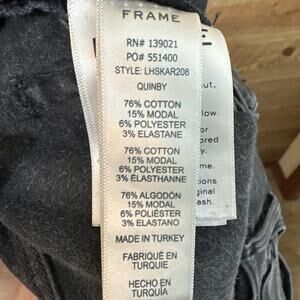 FRAME
RN# 139021
PO# 551400
STYLE: LHSKAR208
QUINBY
76% COTTON
15% MODAL
6% POLYESTER
3% ELASTANE
76% COTON
15% MODAL
6% POLYESTER
3% ÉLASTHANNE
76% ALGODÓN
15% MODAL
6% POLIÉSTER
3% ELASTANO
MADE IN TURKEY
FABRIQUÉ EN
TURQUIE
HECHO EN
TURQUÍA